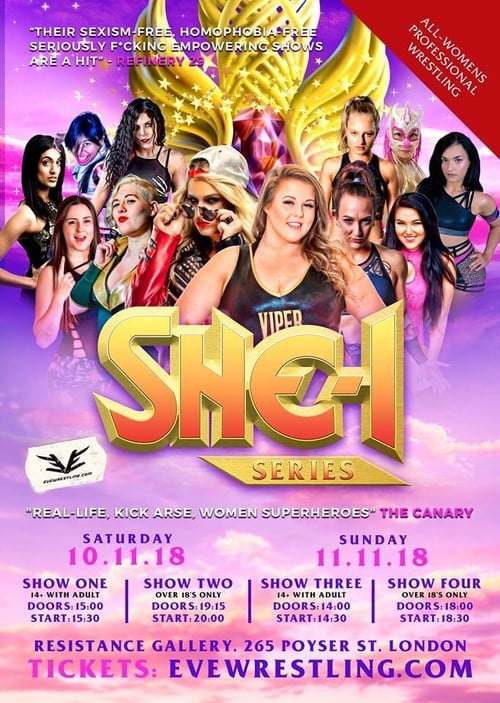 "THEIR SEXISM-FREE, HOMOPHOBIA-FREE
SERIOUSLY F*CKING EMPOWERING SHOWS
ARE A HIT" - REFINERY 29
ALL-WOMENS
PROFESSIONAL
WRESTLING
VIPER
SHE-1
SERIES
EVEWRESTLING.COM
"REAL-LIFE, KICK ARSE, WOMEN SUPERHEROES" THE CANARY
SATURDAY
10.11.18
SUNDAY
11.11.18
SHOW ONE
14+ WITH ADULT
DOORS: 15:00
START: 15:30
SHOW TWO
OVER 18'S ONLY
DOORS: 19:15
START: 20:00
SHOW THREE
14+ WITH ADULT
DOORS: 14:00
START: 14:30
SHOW FOUR
OVER 18'S ONLY
DOORS: 18:00
START: 18:30
RESISTANCE GALLERY, 265 POYSER ST. LONDON
TICKETS: EVEWRESTLING.COM